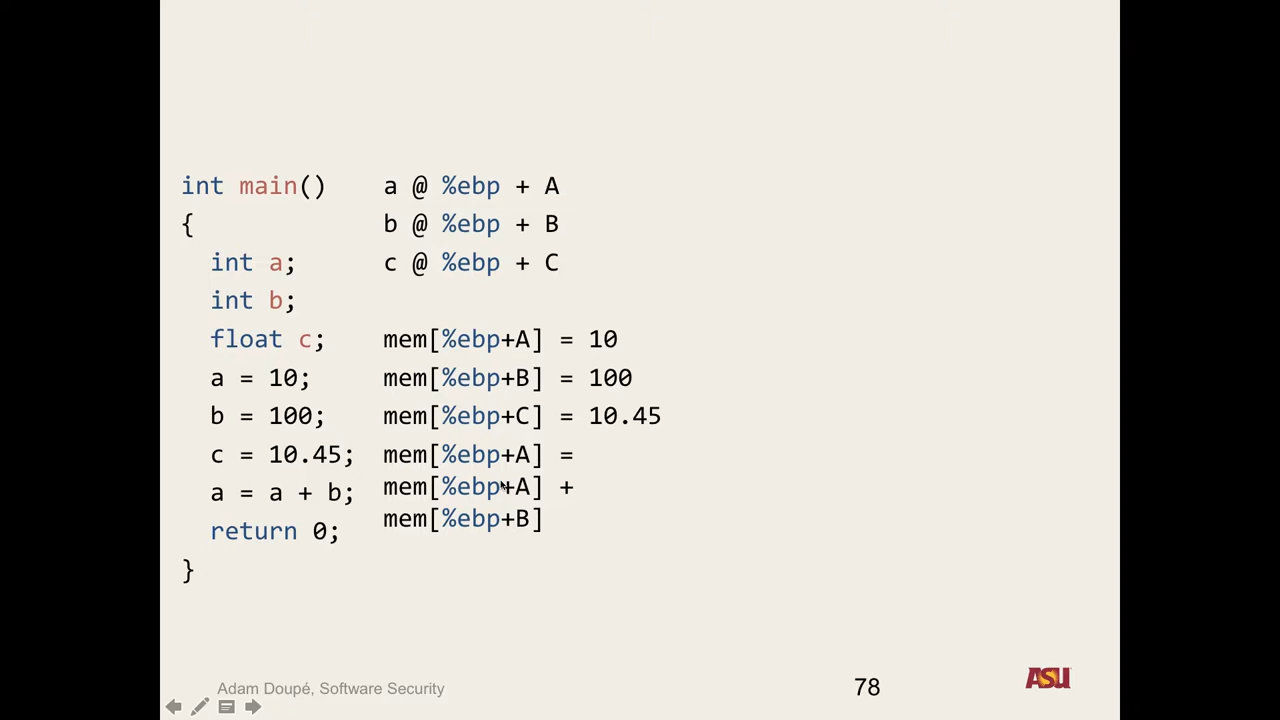 int main()
{
int a;
int b;
float c;
a = 10;
b = 100;
c = 10.45;
a = a + b;
return 0;
}
a @ %ebp + A
b @ %ebp + B
c @ %ebp + C
mem[%ebp+A] = 10
mem[%ebp+B] = 100
mem[%ebp+C] = 10.45
mem[%ebp+A] =
mem[%ebp+A] +
mem[%ebp+B]
Adam Doupé, Software Security
78
ASU